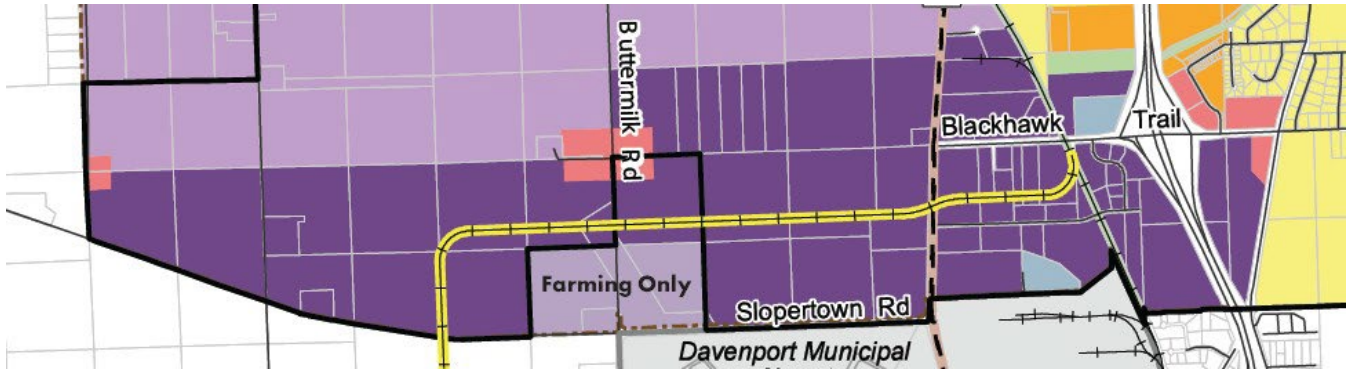 Buttermilk Rd
Blackhawk Trail
Farming Only
Slopertown Rd
Davenport Municipal